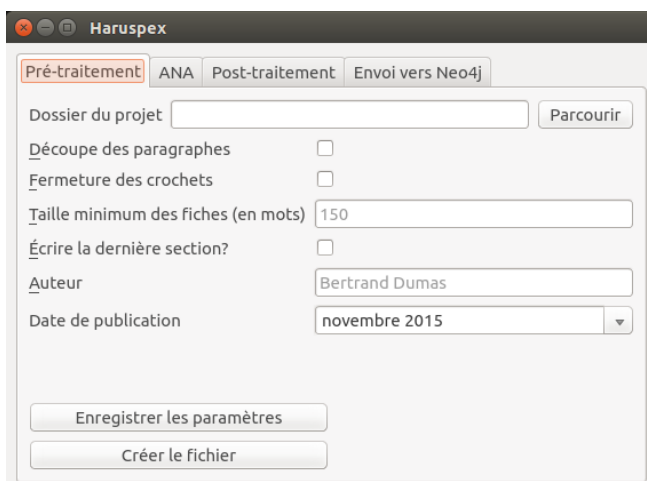 Haruspex
Pré-traitement ANA Post-traitement Envoi vers Neo4j
Dossier du projet Parcourir
Découpe des paragraphes
Fermeture des crochets
Taille minimum des fiches (en mots) 150
Écrire la dernière section?
Auteur Bertrand Dumas
Date de publication novembre 2015
Enregistrer les paramètres
Créer le fichier